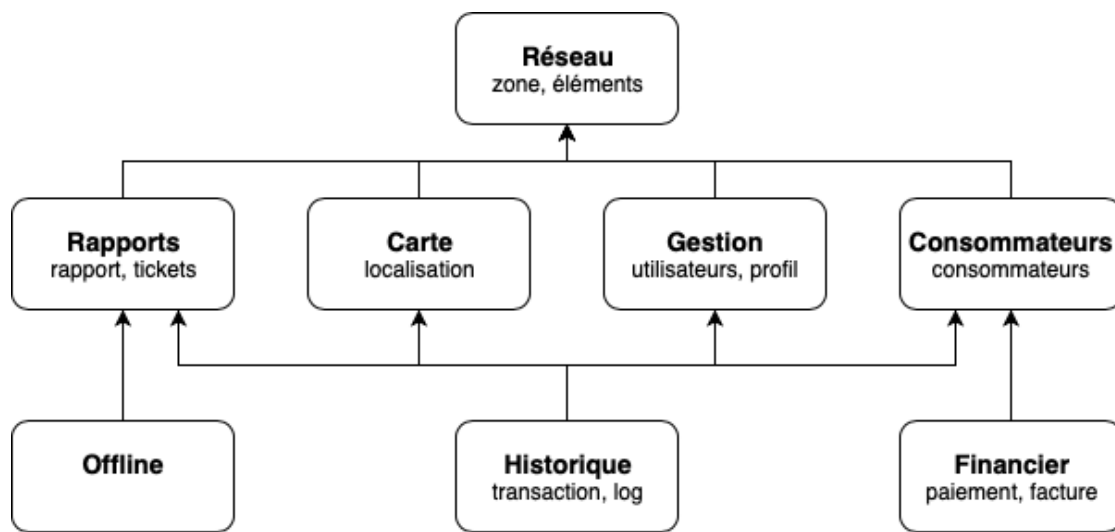 Réseau
zone, éléments
Rapports
rapport, tickets
Carte
localisation
Gestion
utilisateurs, profil
Consommateurs
consommateurs
Offline
Historique
transaction, log
Financier
paiement, facture